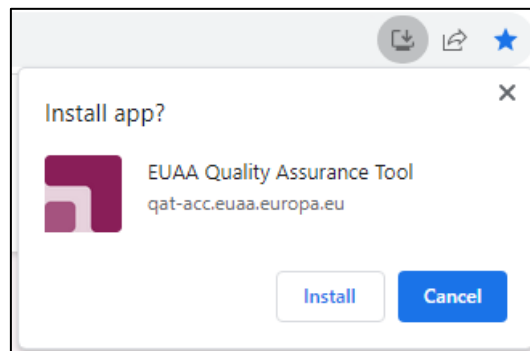 Install app?
EUAA Quality Assurance Tool
qat-acc.euaa.europa.eu
Install
Cancel